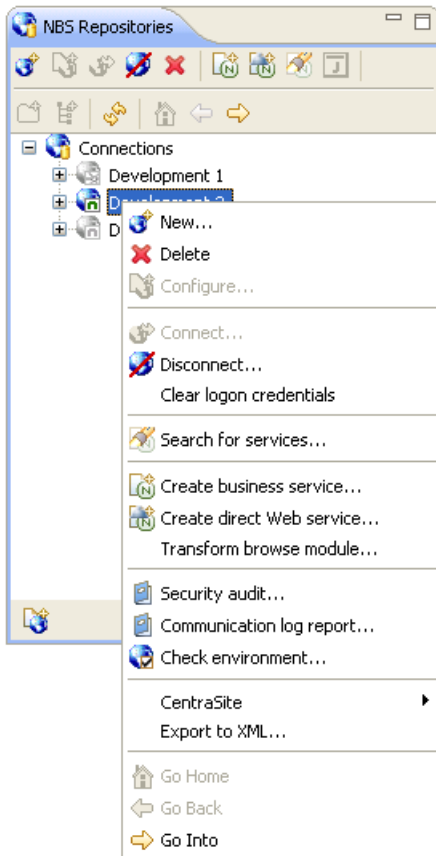 NBS Repositories
Connections
Development 1
New...
Delete
Configure...
Connect...
Disconnect...
Clear logon credentials
Search for services...
Create business service...
Create direct Web service...
Transform browse module...
Security audit...
Communication log report...
Check environment...
CentraSite
Export to XML...
Go Home
Go Back
Go Into